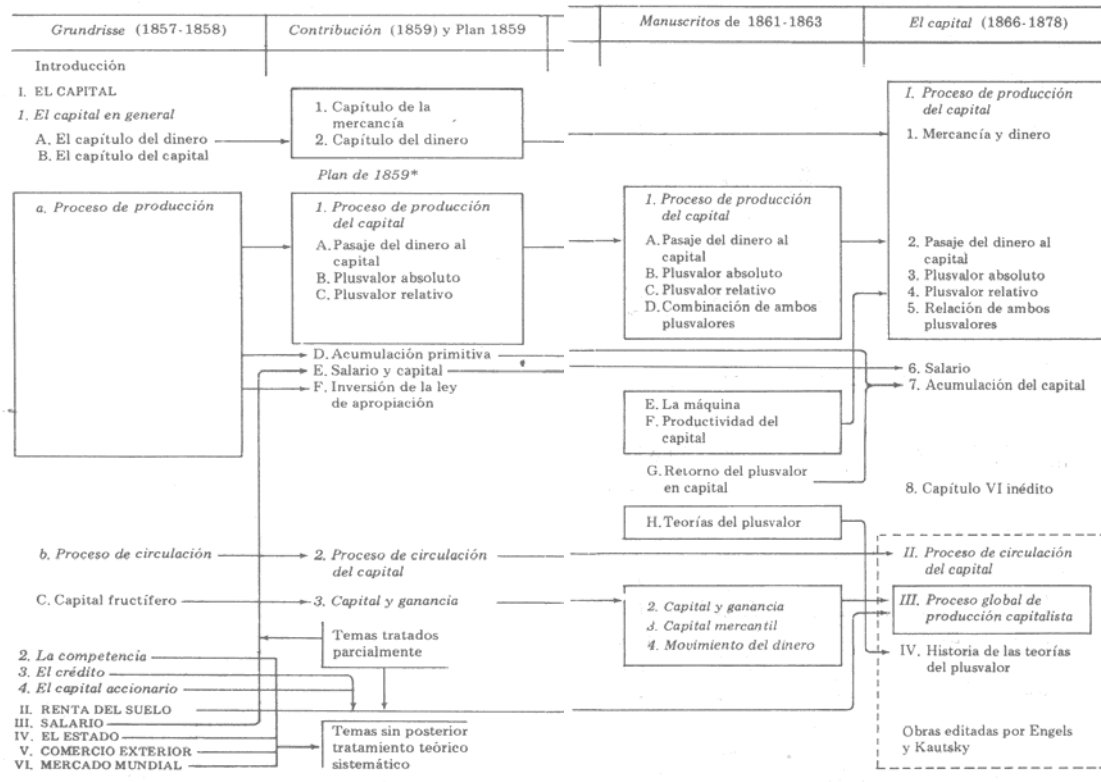 Grundrisse (1857-1858)
Contribución (1859) y Plan 1859
Manuscritos de 1861-1863
El capital (1866-1878)
Introducción
I. EL CAPITAL
1. El capital en general
A. El capítulo del dinero
B. El capítulo del capital
a. Proceso de producción
b. Proceso de circulación
C. Capital fructífero
2. La competencia
3. El crédito
4. El capital accionario
II. RENTA DEL SUELO
III. SALARIO
IV. EL ESTADO
V. COMERCIO EXTERIOR
VI. MERCADO MUNDIAL
1. Capítulo de la
mercancía
2. Capítulo del dinero
Plan de 1859*
1. Proceso de producción
del capital
A. Pasaje del dinero al
capital
B. Plusvalor absoluto
C. Plusvalor relativo
D. Acumulación primitiva
E. Salario y capital
F. Inversión de la ley
de apropiación
2. Proceso de circulación
del capital
3. Capital y ganancia
Temas tratados
parcialmente
Temas sin posterior
tratamiento teórico
sistemático
1. Proceso de producción
del capital
A. Pasaje del dinero al
capital
B. Plusvalor absoluto
C. Plusvalor relativo
D. Combinación de ambos
plusvalores
E. La máquina
F. Productividad del
capital
G. Retorno del plusvalor
en capital
H. Teorías del plusvalor
2. Capital y ganancia
3. Capital mercantil
4. Movimiento del dinero
I. Proceso de producción
del capital
1. Mercancía y dinero
2. Pasaje del dinero al
capital
3. Plusvalor absoluto
4. Plusvalor relativo
5. Relación de ambos
plusvalores
6. Salario
7. Acumulación del capital
8. Capítulo VI inédito
II. Proceso de circulación
del capital
III. Proceso global de
producción capitalista
IV. Historia de las teorías
del plusvalor
Obras editadas por Engels
y Kautsky